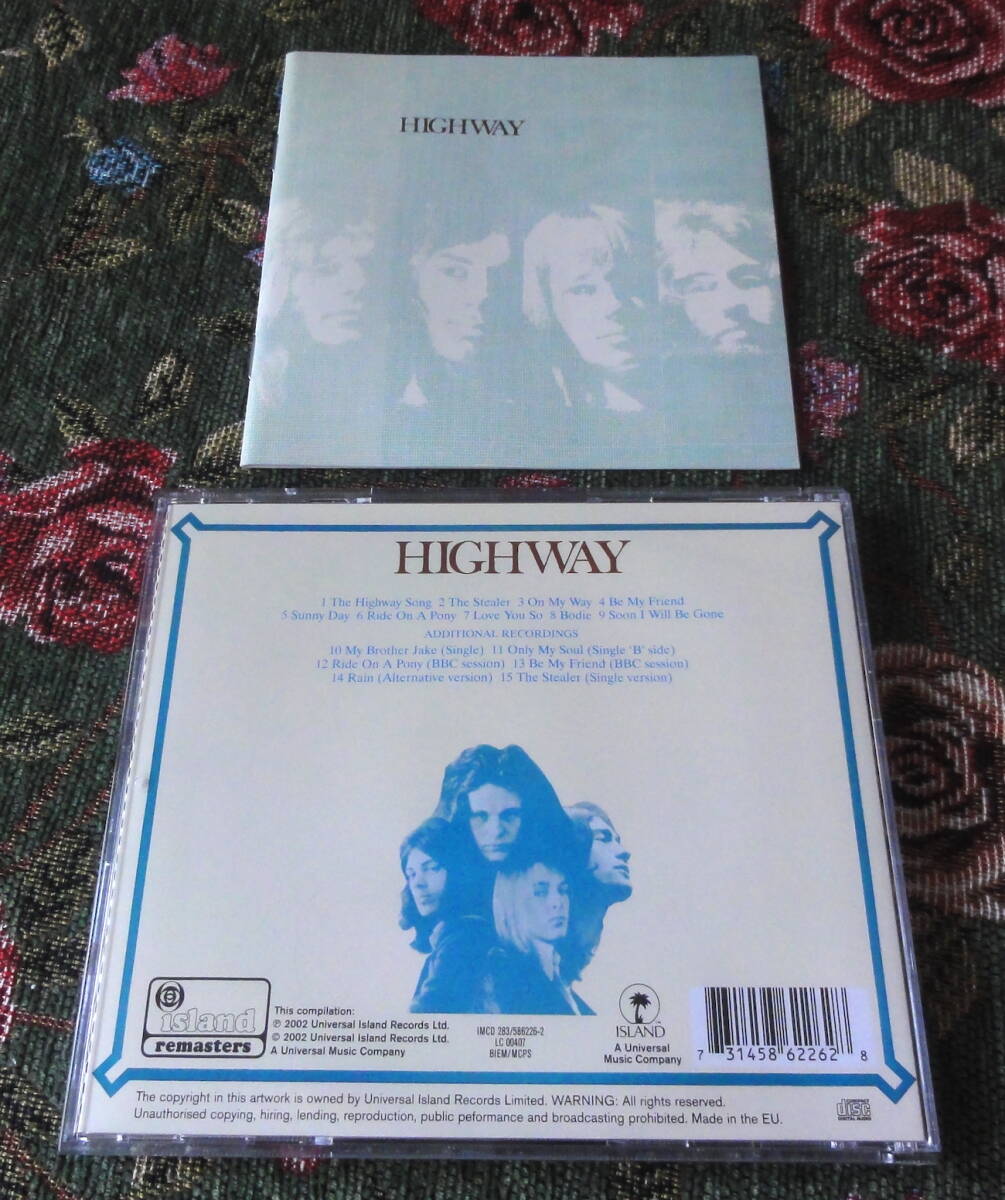 HIGHWAY
HIGHWAY
1 The Highway Song 2 The Stealer 3 On My Way 4 Be My Friend
5 Sunny Day 6 Ride On A Pony 7 Love You So 8 Bodie 9 Soon I Will Be Gone
ADDITIONAL RECORDINGS
10 My Brother Jake (Single) 11 Only My Soul (Single 'B' side)
12 Ride On A Pony (BBC session) 13 Be My Friend (BBC session)
14 Rain (Alternative version) 15 The Stealer (Single version)
island
remasters
This compilation:
℗ 2002 Universal Island Records Ltd.
© 2002 Universal Island Records Ltd.
A Universal Music Company
IMCD 283/586226-2
LC 00407
BIEM/MCPS
ISLAND
A Universal
Music Company
7 31458 62262 8
The copyright in this artwork is owned by Universal Island Records Limited. WARNING: All rights reserved.
Unauthorised copying, hiring, lending, reproduction, public peformance and broadcasting prohibited. Made in the EU.
COMPACT
disc
DIGITAL AUDIO